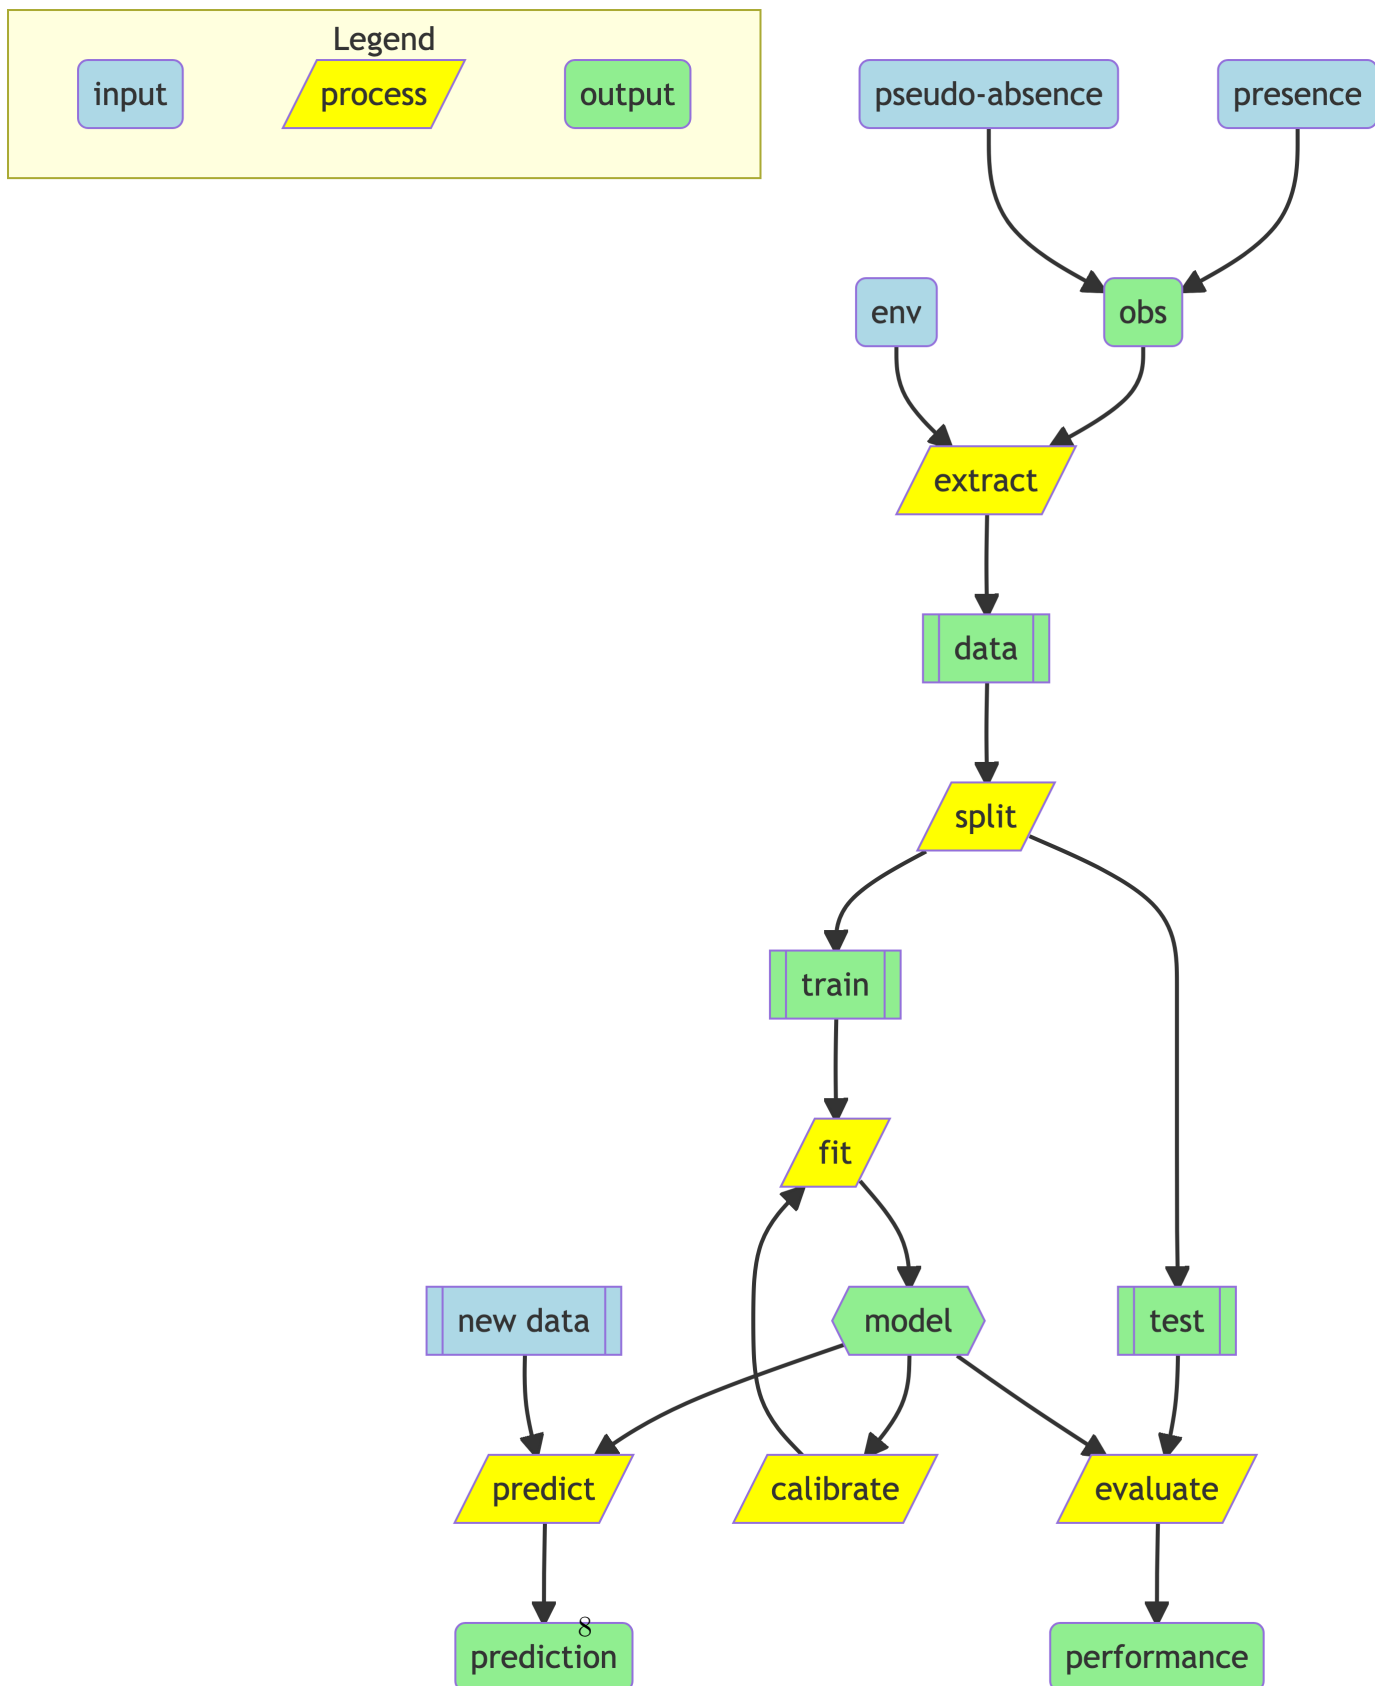 Legend
input
process
output
pseudo-absence
presence
env
obs
extract
data
split
train
fit
new data
model
test
predict
calibrate
evaluate
8
prediction
performance